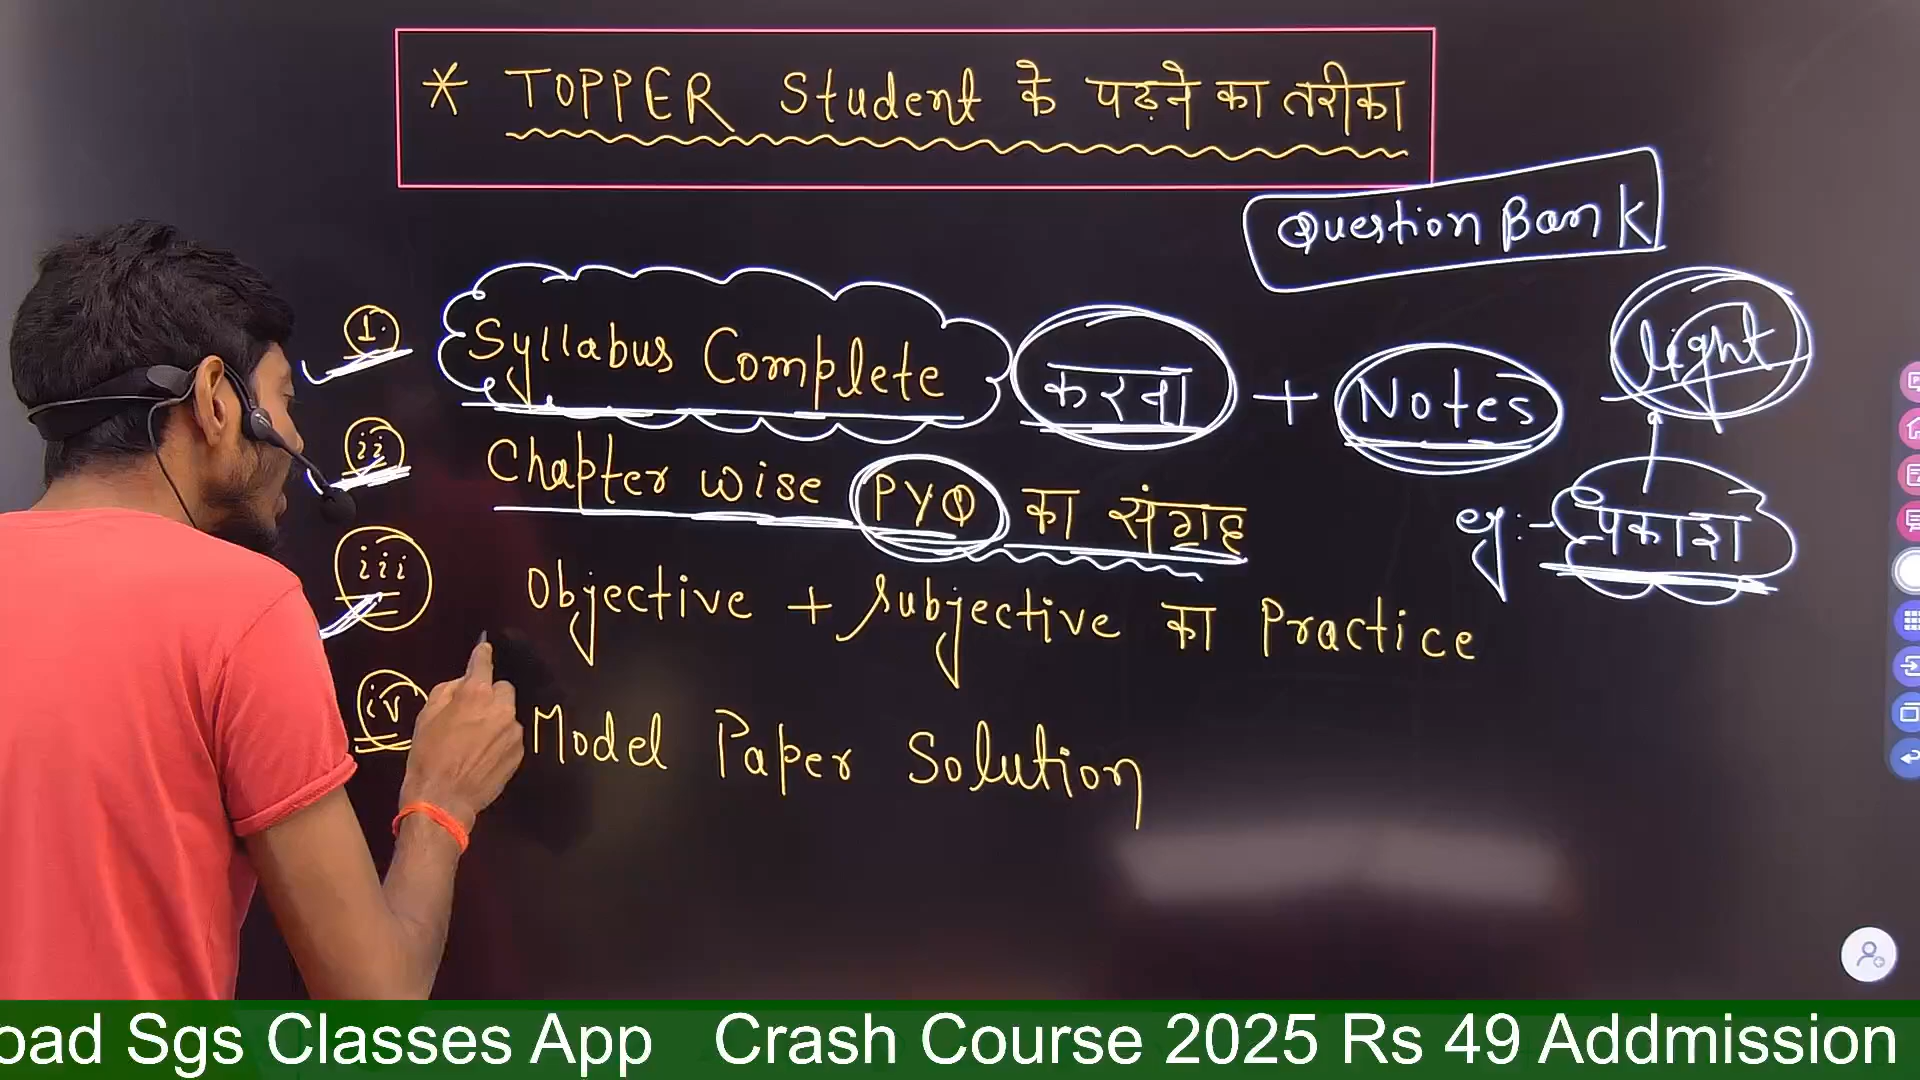 * TOPPER Student के पढ़ने का तरीका
Question Bank
I. Syllabus Complete करना + Notes
light
ii Chapter wise PYQ का संग्रह
eg:- प्रकाश
iii Objective + Subjective का Practice
iv Model Paper Solution
oad Sgs Classes App Crash Course 2025 Rs 49 Addmission